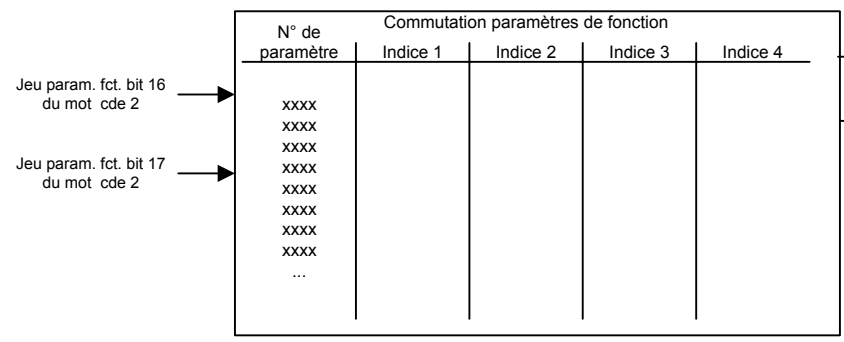 Commutation paramètres de fonction
N° de
paramètre
Indice 1
Indice 2
Indice 3
Indice 4
Jeu param. fct. bit 16
du mot cde 2
Jeu param. fct. bit 17
du mot cde 2
xxxx
xxxx
xxxx
xxxx
xxxx
xxxx
xxxx
xxxx
...